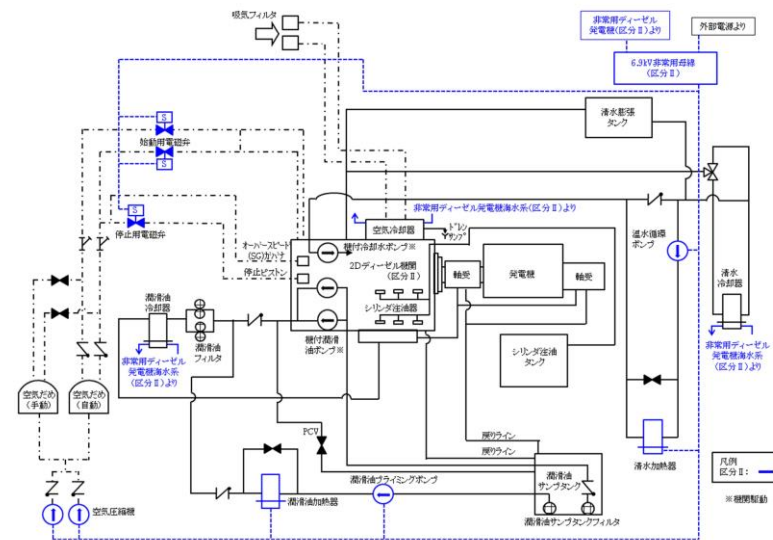 吸気フィルタ
非常用ディーゼル
発電機(区分Ⅱ)より
外部電源より
6.9kV非常用母線
(区分Ⅱ)
S
始動用電磁弁
S
清水膨張
タンク
S
停止用電磁弁
非常用ディーゼル発電機海水系(区分Ⅱ)より
空気冷却器
ドレン
サンプ
オーバースピード
(SG)ガバナ
機付冷却水ポンプ※
2Dディーゼル機関
(区分Ⅱ)
停止ピストン
軸受
発電機
軸受
温水循環
ポンプ
清水
冷却器
潤滑油
冷却器
シリンダ注油器
潤滑油
フィルタ
機付潤滑
油ポンプ※
非常用ディーゼル
発電機海水系
(区分Ⅱ)より
シリンダ注油
タンク
非常用ディーゼル
発電機海水系
(区分Ⅱ)より
空気だめ
(手動)
空気だめ
(自動)
PCV
戻りライン
戻りライン
清水加熱器
潤滑油プライミングポンプ
潤滑油
サンプタンク
凡例
区分Ⅱ:
空気圧縮機
潤滑油加熱器
潤滑油サンプタンクフィルタ
※機関駆動